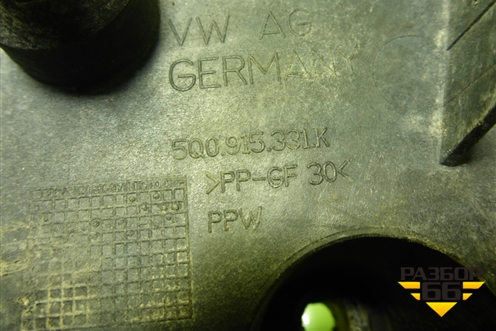 VW AG
GERMANY
5Q0.915.331.K
>PP-GF 30<
PPW
РАЗБОР
66